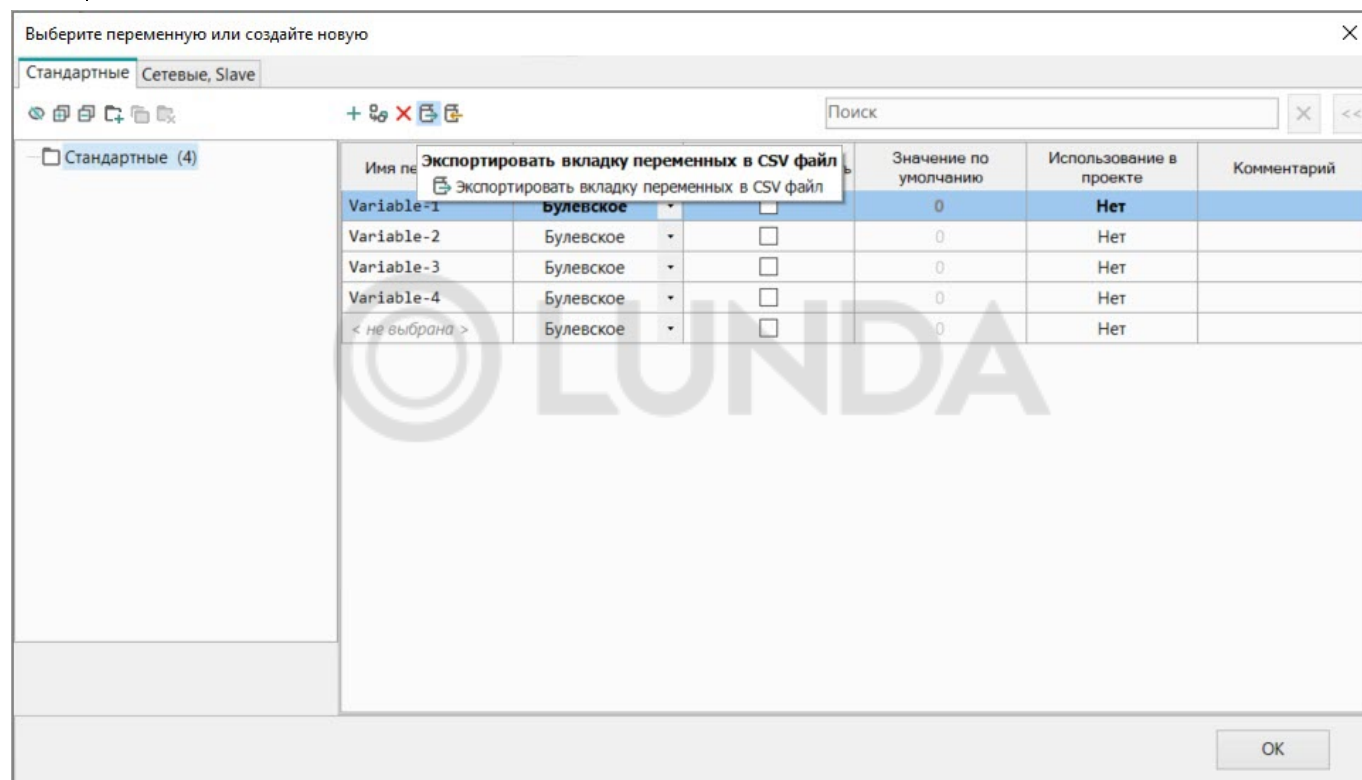 Выберите переменную или создайте новую
Стандартные Сетевые, Slave
Поиск
<<
Стандартные (4)
Имя пе
Экспортировать вкладку переменных в CSV файл
Экспортировать вкладку переменных в CSV файл
Значение по умолчанию
Использование в проекте
Комментарий
Variable-1 Булевское 0 Нет
Variable-2 Булевское 0 Нет
Variable-3 Булевское 0 Нет
Variable-4 Булевское 0 Нет
< не выбрана > Булевское 0 Нет
LUNDA
OK